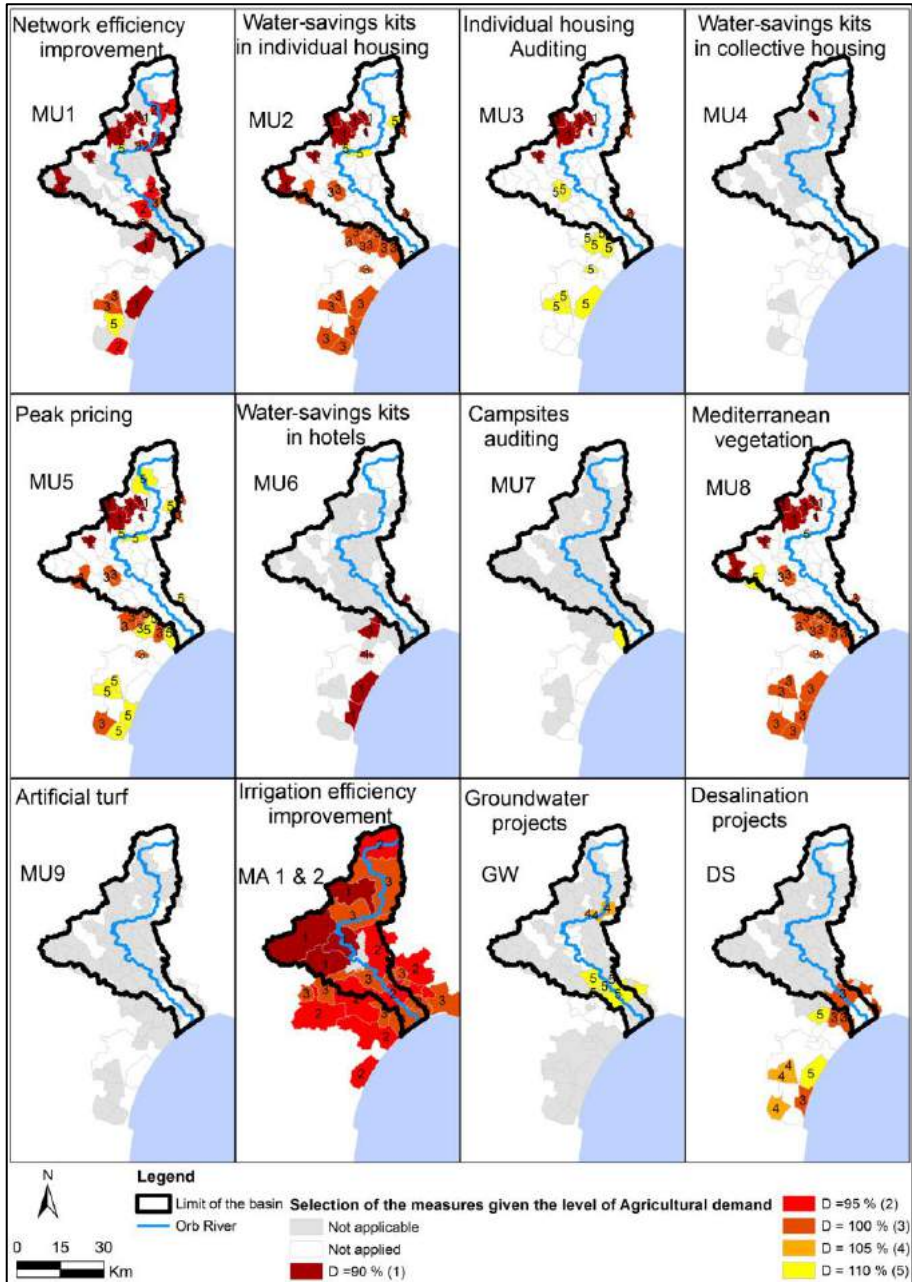 Network efficiency
improvement
MU1
Water-savings kits
in individual housing
MU2
Individual housing
Auditing
MU3
Water-savings kits
in collective housing
MU4
Peak pricing
MU5
Water-savings kits
in hotels
MU6
Campsites
auditing
MU7
Mediterranean
vegetation
MU8
Artificial turf
MU9
Irrigation efficiency
improvement
MA 1 & 2
Groundwater
projects
GW
Desalination
projects
DS
N
0 15 30
Km
Legend
Limit of the basin
Orb River
Selection of the measures given the level of Agricultural demand
Not applicable
Not applied
D =90 % (1)
D =95 % (2)
D = 100 % (3)
D = 105 % (4)
D = 110 % (5)